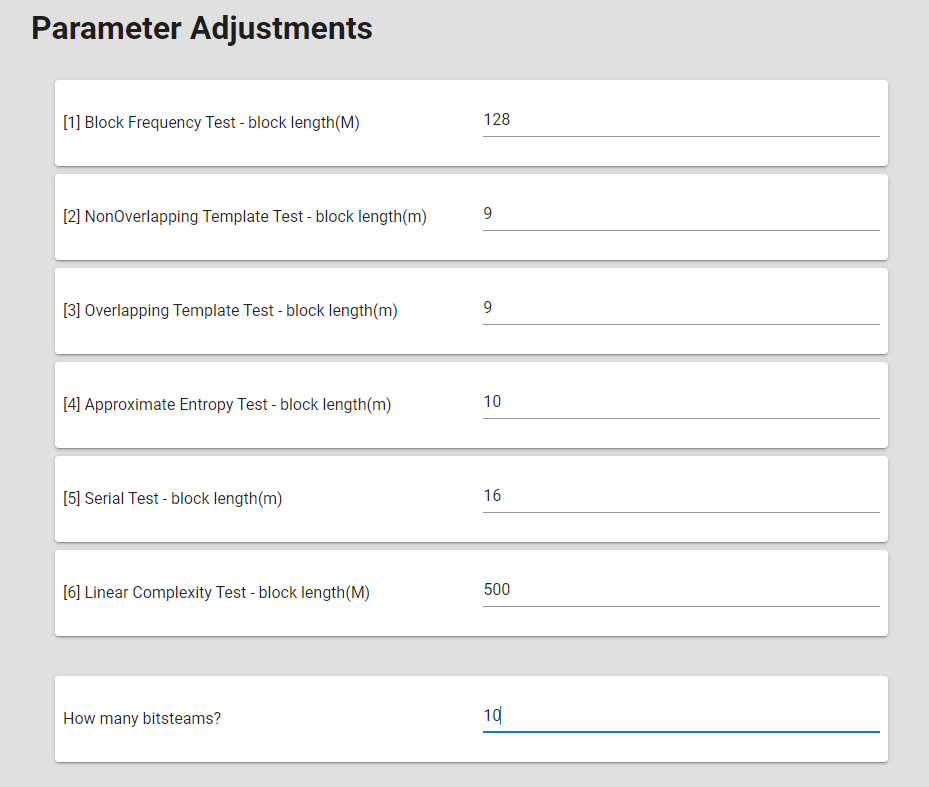 Parameter Adjustments
[1] Block Frequency Test - block length(M) 128
[2] NonOverlapping Template Test - block length(m) 9
[3] Overlapping Template Test - block length(m) 9
[4] Approximate Entropy Test - block length(m) 10
[5] Serial Test - block length(m) 16
[6] Linear Complexity Test - block length(M) 500
How many bitsteams? 10